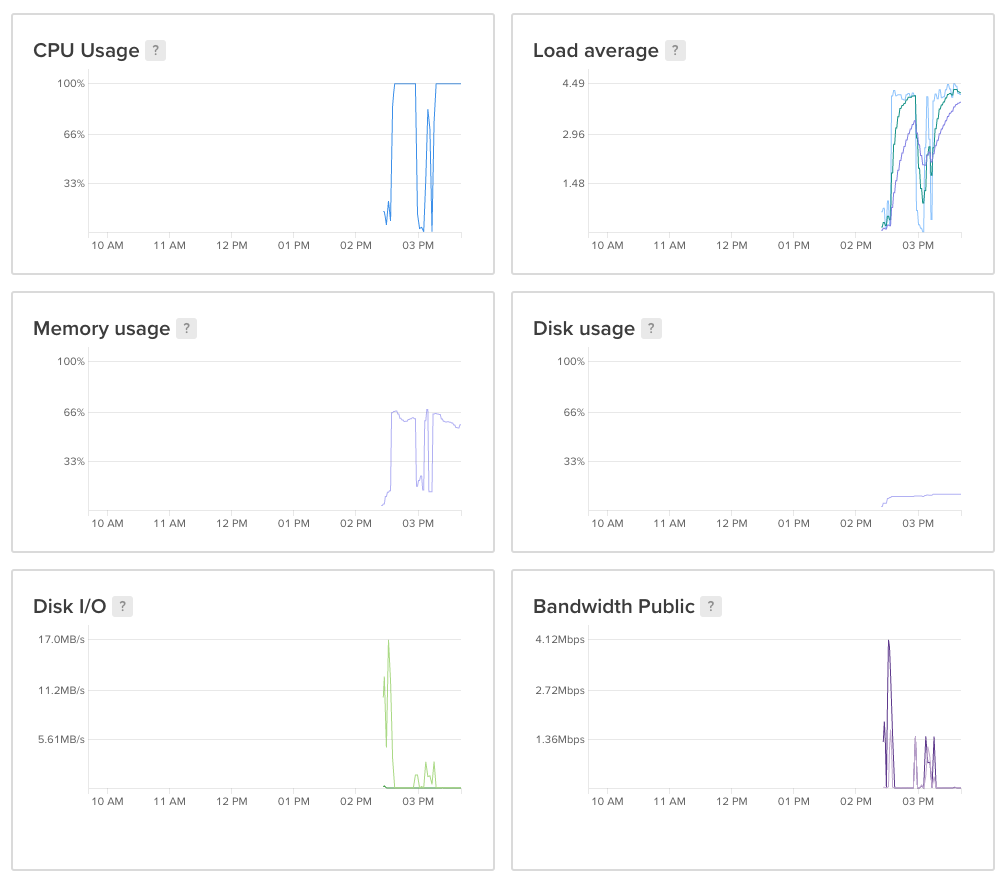 CPU Usage ?
100%
66%
33%
10 AM 11 AM 12 PM 01 PM 02 PM 03 PM
Load average ?
4.49
2.96
1.48
10 AM 11 AM 12 PM 01 PM 02 PM 03 PM
Memory usage ?
100%
66%
33%
10 AM 11 AM 12 PM 01 PM 02 PM 03 PM
Disk usage ?
100%
66%
33%
10 AM 11 AM 12 PM 01 PM 02 PM 03 PM
Disk I/O ?
17.0MB/s
11.2MB/s
5.61MB/s
10 AM 11 AM 12 PM 01 PM 02 PM 03 PM
Bandwidth Public ?
4.12Mbps
2.72Mbps
1.36Mbps
10 AM 11 AM 12 PM 01 PM 02 PM 03 PM